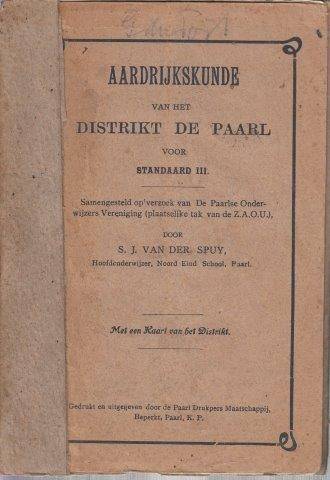 AARDRIJKSKUNDE
VAN HET
DISTRIKT DE PAARL
VOOR
STANDAARD III.
Samengesteld op verzoek van De Paarlse Onder-
wijzers Vereniging (plaatselike tak van de Z.A.O.U.),
DOOR
S. J. VAN DER SPUY,
Hoofdonderwijzer, Noord Eind School, Paarl.
Met een Kaart van het Distrikt.
Gedrukt en uitgegeven door de Paarl Drukpers Maatschappij,
Beperkt, Paarl, K. P.